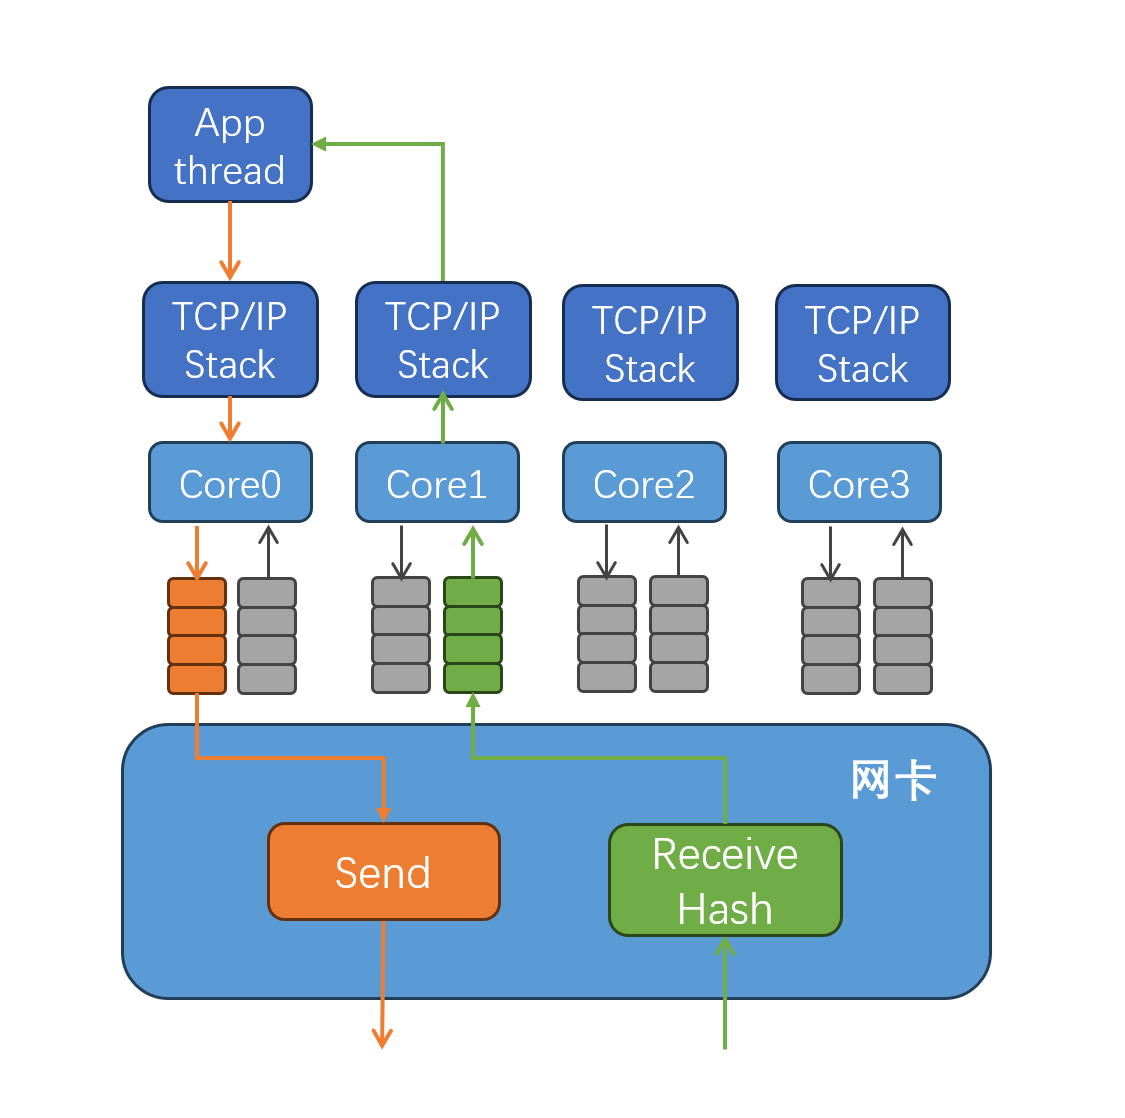 App
thread
TCP/IP
Stack
TCP/IP
Stack
TCP/IP
Stack
TCP/IP
Stack
Core0
Core1
Core2
Core3
网卡
Send
Receive
Hash